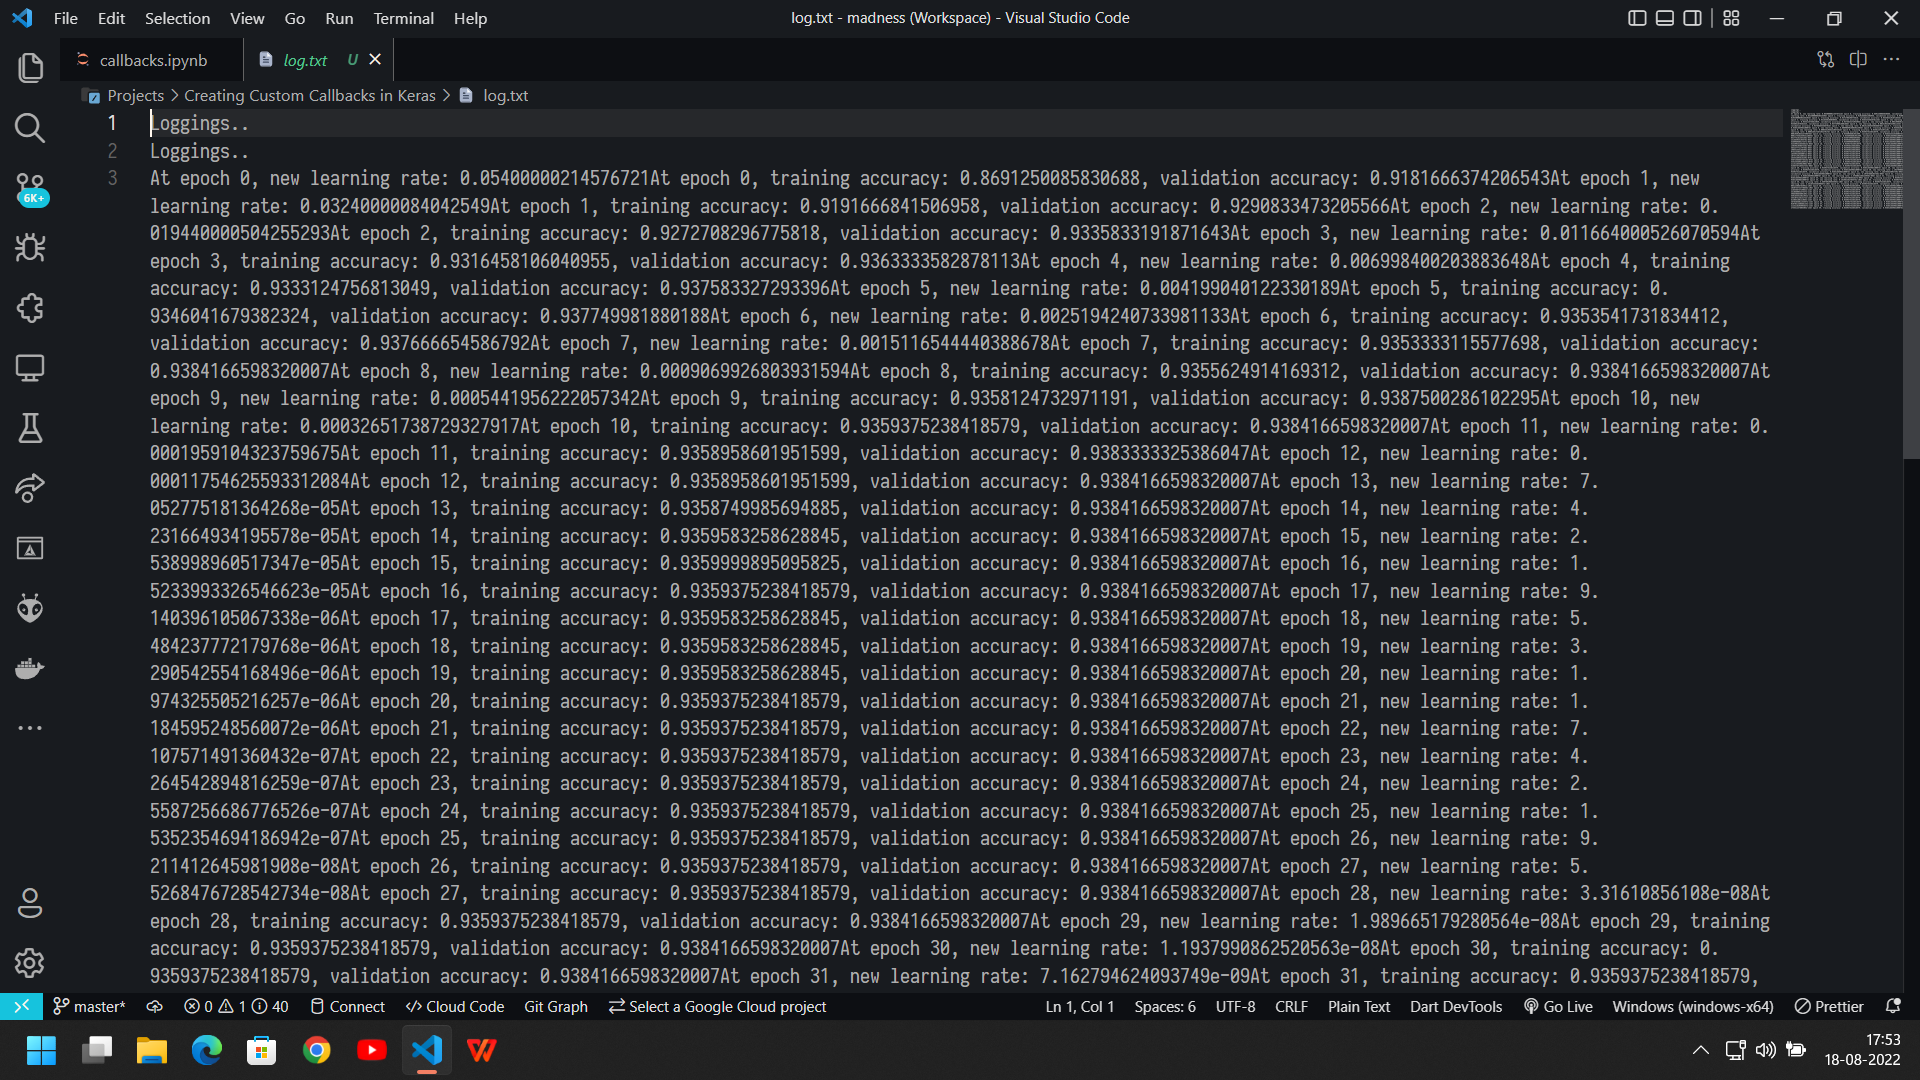 File Edit Selection View Go Run Terminal Help
log.txt - madness (Workspace) - Visual Studio Code
callbacks.ipynb
log.txt U
Projects > Creating Custom Callbacks in Keras > log.txt
1 Loggings..
2 Loggings..
3 At epoch 0, new learning rate: 0.05400000214576721At epoch 0, training accuracy: 0.8691250085830688, validation accuracy: 0.9181666374206543At epoch 1, new
learning rate: 0.03240000084042549At epoch 1, training accuracy: 0.9191666841506958, validation accuracy: 0.9290833473205566At epoch 2, new learning rate: 0.
019440000504255293At epoch 2, training accuracy: 0.9272708296775818, validation accuracy: 0.9335833191871643At epoch 3, new learning rate: 0.011664000526070594At
epoch 3, training accuracy: 0.9316458106040955, validation accuracy: 0.9363333582878113At epoch 4, new learning rate: 0.006998400203883648At epoch 4, training
accuracy: 0.9333124756813049, validation accuracy: 0.937583327293396At epoch 5, new learning rate: 0.004199040122330189At epoch 5, training accuracy: 0.
9346041679382324, validation accuracy: 0.937749981880188At epoch 6, new learning rate: 0.0025194240733981133At epoch 6, training accuracy: 0.9353541731834412,
validation accuracy: 0.937666654586792At epoch 7, new learning rate: 0.0015116544440388678At epoch 7, training accuracy: 0.9353333115577698, validation accuracy:
0.9384166598320007At epoch 8, new learning rate: 0.0009069926803931594At epoch 8, training accuracy: 0.9355624914169312, validation accuracy: 0.9384166598320007At
epoch 9, new learning rate: 0.0005441956222057342At epoch 9, training accuracy: 0.9358124732971191, validation accuracy: 0.9387500286102295At epoch 10, new
learning rate: 0.00032651738729327917At epoch 10, training accuracy: 0.9359375238418579, validation accuracy: 0.9384166598320007At epoch 11, new learning rate: 0.
00019591043237596​75At epoch 11, training accuracy: 0.9358958601951599, validation accuracy: 0.9383333325386047At epoch 12, new learning rate: 0.
00011754625593312084At epoch 12, training accuracy: 0.9358958601951599, validation accuracy: 0.9384166598320007At epoch 13, new learning rate: 7.
052775181364268e-05At epoch 13, training accuracy: 0.9358749985694885, validation accuracy: 0.9384166598320007At epoch 14, new learning rate: 4.
231664934195578e-05At epoch 14, training accuracy: 0.9359583258628845, validation accuracy: 0.9384166598320007At epoch 15, new learning rate: 2.
538998960517347e-05At epoch 15, training accuracy: 0.9359999895095825, validation accuracy: 0.9384166598320007At epoch 16, new learning rate: 1.
5233993326546623e-05At epoch 16, training accuracy: 0.9359375238418579, validation accuracy: 0.9384166598320007At epoch 17, new learning rate: 9.
140396105067338e-06At epoch 17, training accuracy: 0.9359583258628845, validation accuracy: 0.9384166598320007At epoch 18, new learning rate: 5.
484237772179768e-06At epoch 18, training accuracy: 0.9359583258628845, validation accuracy: 0.9384166598320007At epoch 19, new learning rate: 3.
290542554168496e-06At epoch 19, training accuracy: 0.9359583258628845, validation accuracy: 0.9384166598320007At epoch 20, new learning rate: 1.
974325505216257e-06At epoch 20, training accuracy: 0.9359375238418579, validation accuracy: 0.9384166598320007At epoch 21, new learning rate: 1.
184595248560072e-06At epoch 21, training accuracy: 0.9359375238418579, validation accuracy: 0.9384166598320007At epoch 22, new learning rate: 7.
107571491360432e-07At epoch 22, training accuracy: 0.9359375238418579, validation accuracy: 0.9384166598320007At epoch 23, new learning rate: 4.
264542894816259e-07At epoch 23, training accuracy: 0.9359375238418579, validation accuracy: 0.9384166598320007At epoch 24, new learning rate: 2.
5587256686776526e-07At epoch 24, training accuracy: 0.9359375238418579, validation accuracy: 0.9384166598320007At epoch 25, new learning rate: 1.
5352354694186942e-07At epoch 25, training accuracy: 0.9359375238418579, validation accuracy: 0.9384166598320007At epoch 26, new learning rate: 9.
211412645981908e-08At epoch 26, training accuracy: 0.9359375238418579, validation accuracy: 0.9384166598320007At epoch 27, new learning rate: 5.
5268476728542734e-08At epoch 27, training accuracy: 0.9359375238418579, validation accuracy: 0.9384166598320007At epoch 28, new learning rate: 3.31610856108e-08At
epoch 28, training accuracy: 0.9359375238418579, validation accuracy: 0.9384166598320007At epoch 29, new learning rate: 1.989665179280564e-08At epoch 29, training
accuracy: 0.9359375238418579, validation accuracy: 0.9384166598320007At epoch 30, new learning rate: 1.1937990862520563e-08At epoch 30, training accuracy: 0.
9359375238418579, validation accuracy: 0.9384166598320007At epoch 31, new learning rate: 7.162794624093749e-09At epoch 31, training accuracy: 0.9359375238418579,
6K+
master* 0 1 40 Connect Cloud Code Git Graph Select a Google Cloud project Ln 1, Col 1 Spaces: 6 UTF-8 CRLF Plain Text Dart DevTools Go Live Windows (windows-x64) Prettier
17:53
18-08-2022